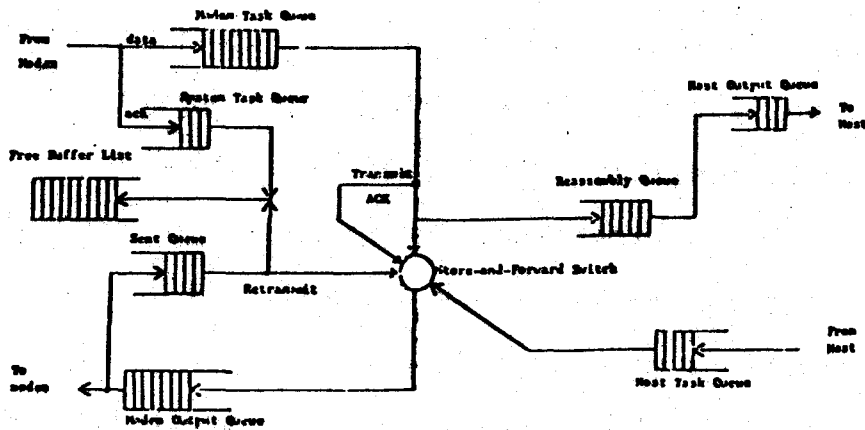 Modem Task Queue
From
Modem
data
Host Output Queue
To
Host
System Task Queue
ack
Free Buffer List
Transmit
ACK
Reassembly Queue
Sent Queue
Store-and-Forward Switch
Retransmit
From
Host
To
modem
Host Task Queue
Modem Output Queue